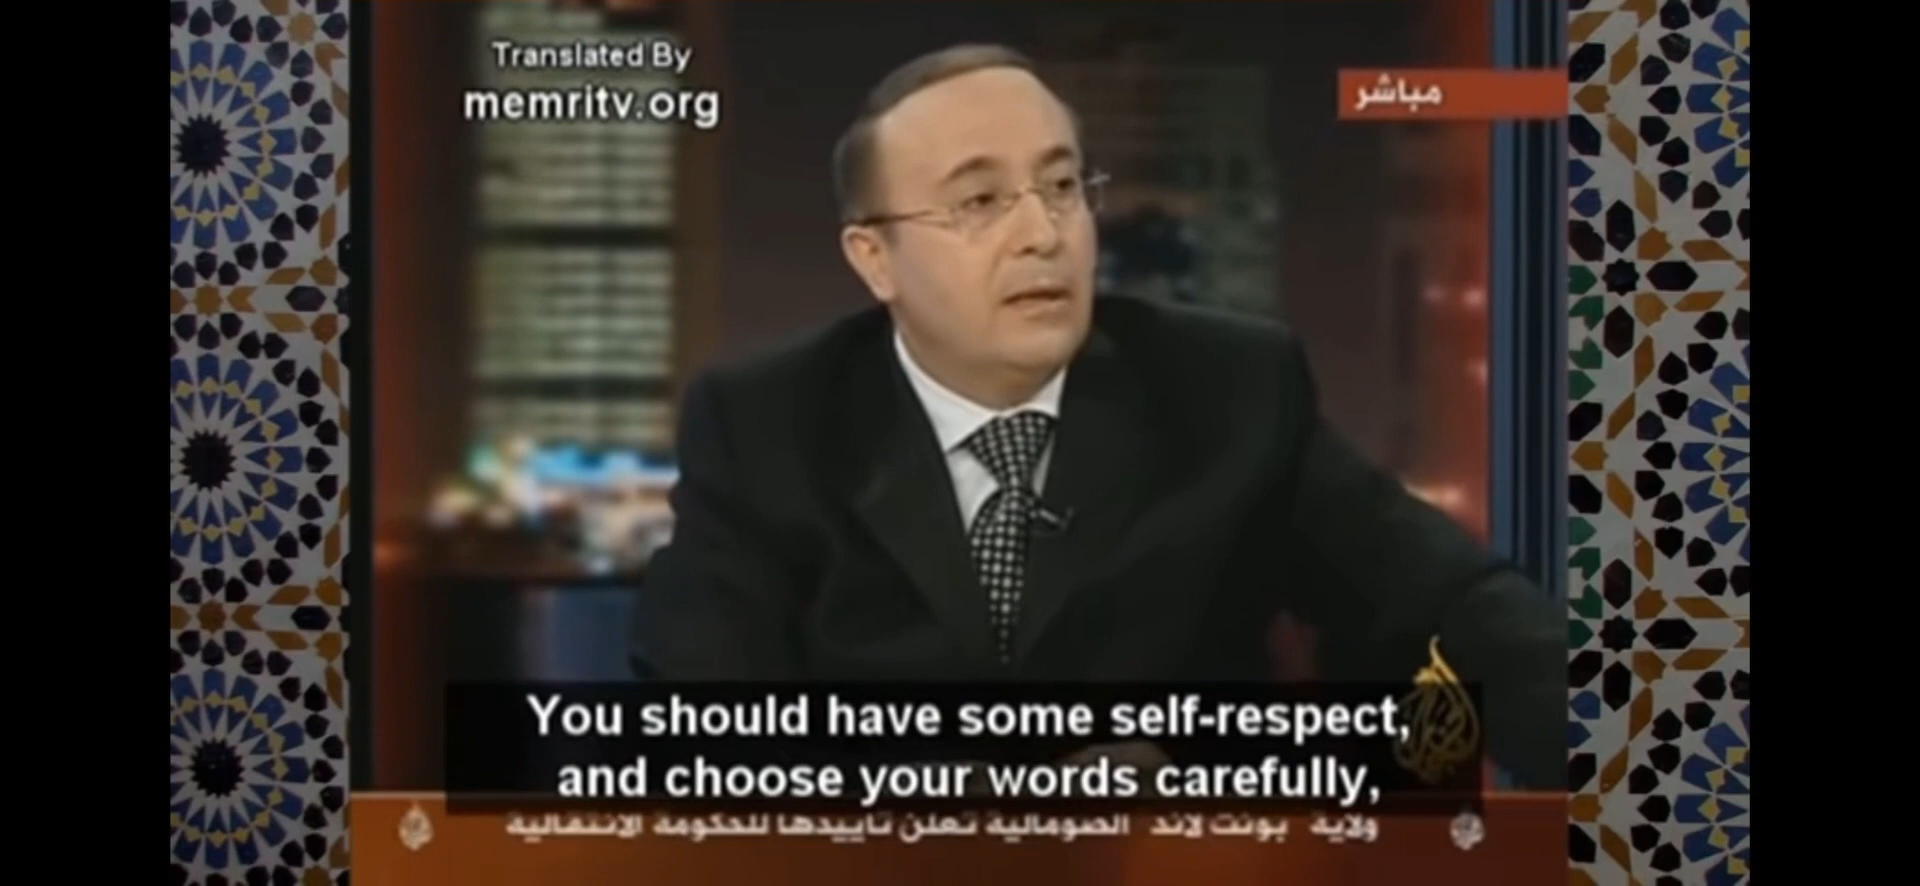 Translated By
memritv.org
مباشر
You should have some self-respect,
and choose your words carefully,
ولاية بونت لاند الصومالية تعلن تأييدها للحكومة الانتقالية